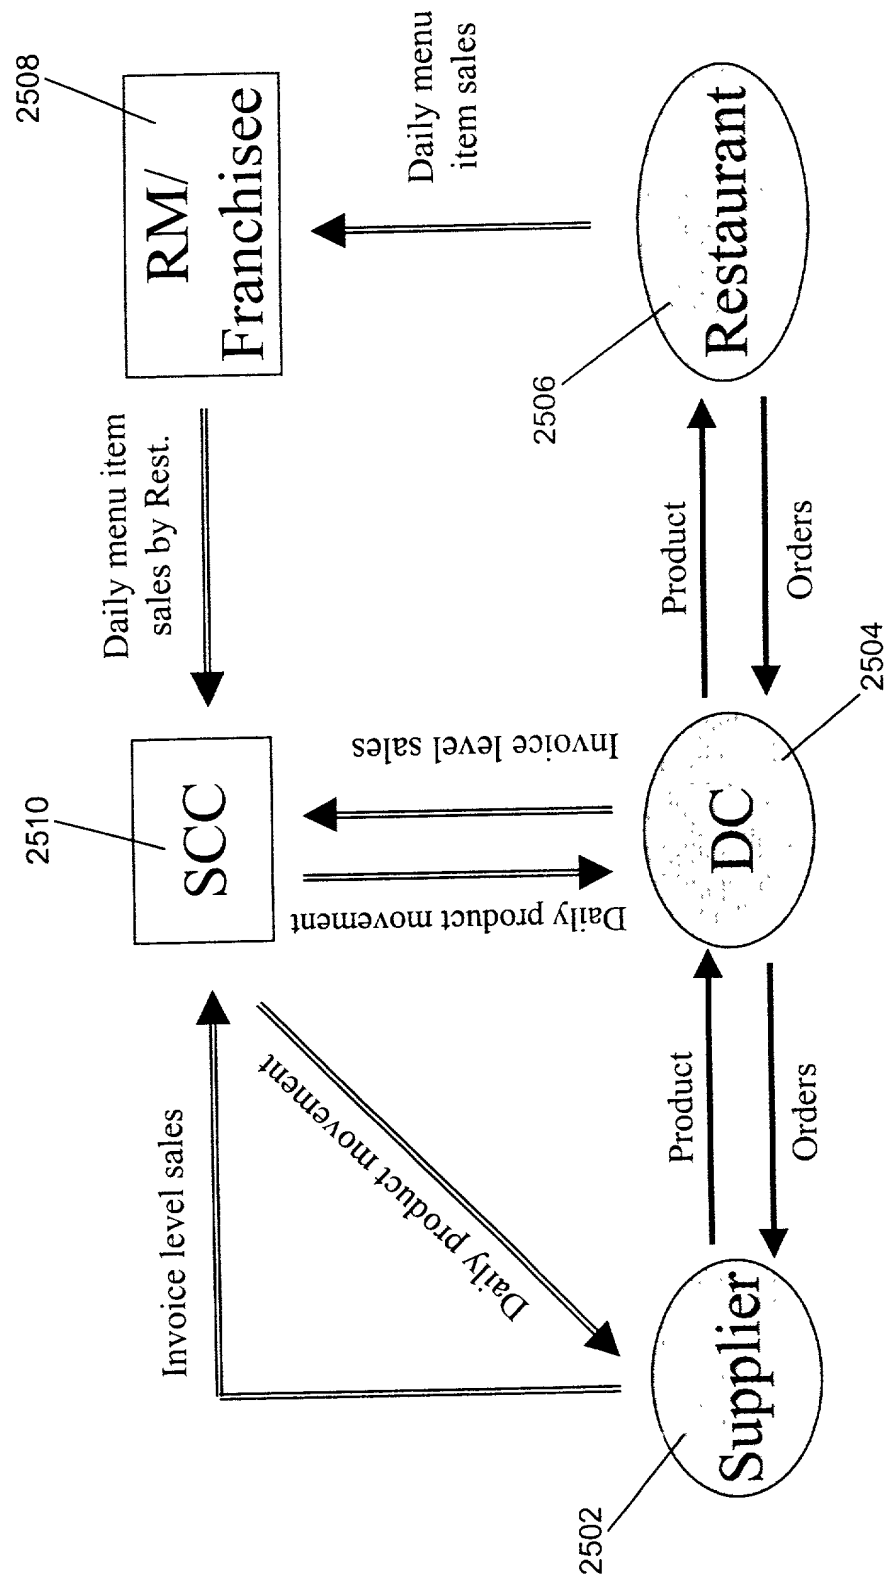 2510
SCC
Daily menu item
sales by Rest.
2508
RM/
Franchisee
Invoice level sales
Daily product movement
Daily product movement
Invoice level sales
Daily menu
item sales
2502
Supplier
Product
Orders
DC
2504
Product
Orders
2506
Restaurant